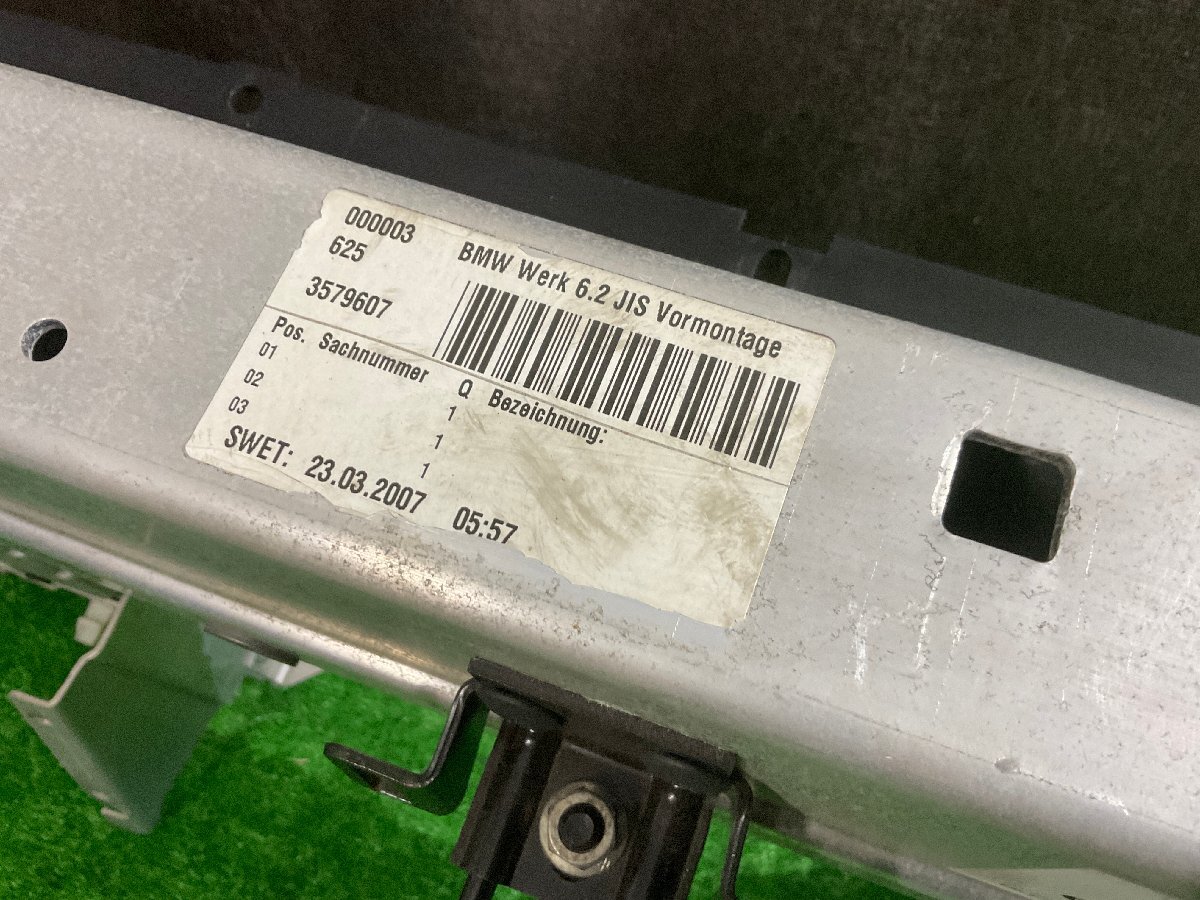 000003
625 BMW Werk 6.2 JIS Vormontage
3579607
Pos. Sachnummer Q Bezeichnung:
01 1
02 1
03 1
SWET: 23.03.2007 05:57